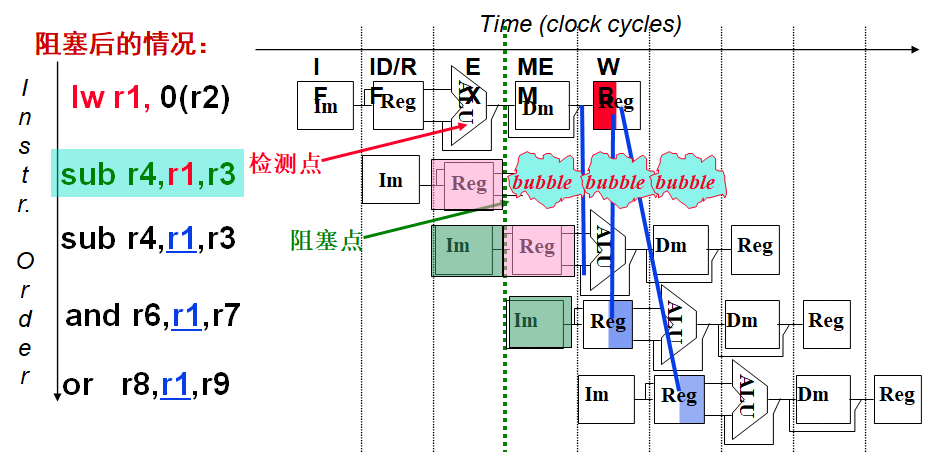 Time (clock cycles)
阻塞后的情况：
Instr. Order
IF
ID/RF
EX
MEM
WB
lw r1, 0(r2)
Im
Reg
ALU
Dm
Reg
检测点
sub r4,r1,r3
Im
Reg
bubble
bubble
bubble
阻塞点
sub r4,r1,r3
Im
Reg
ALU
Dm
Reg
and r6,r1,r7
Im
Reg
ALU
Dm
Reg
or r8,r1,r9
Im
Reg
ALU
Dm
Reg